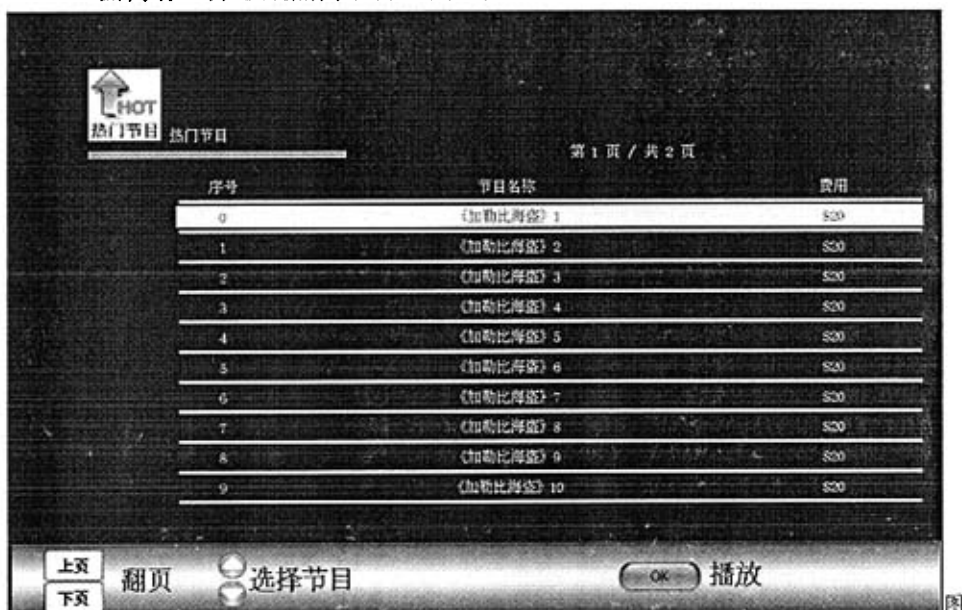 HOT
热门节目
热门节目
第 1 页 / 共 2 页
序号 节目名称 费用
0 《加勒比海盗》1 $20
1 《加勒比海盗》2 $20
2 《加勒比海盗》3 $20
3 《加勒比海盗》4 $20
4 《加勒比海盗》5 $20
5 《加勒比海盗》6 $20
6 《加勒比海盗》7 $20
7 《加勒比海盗》8 $20
8 《加勒比海盗》9 $20
9 《加勒比海盗》10 $20
上页
下页
翻页 选择节目 OK 播放
图